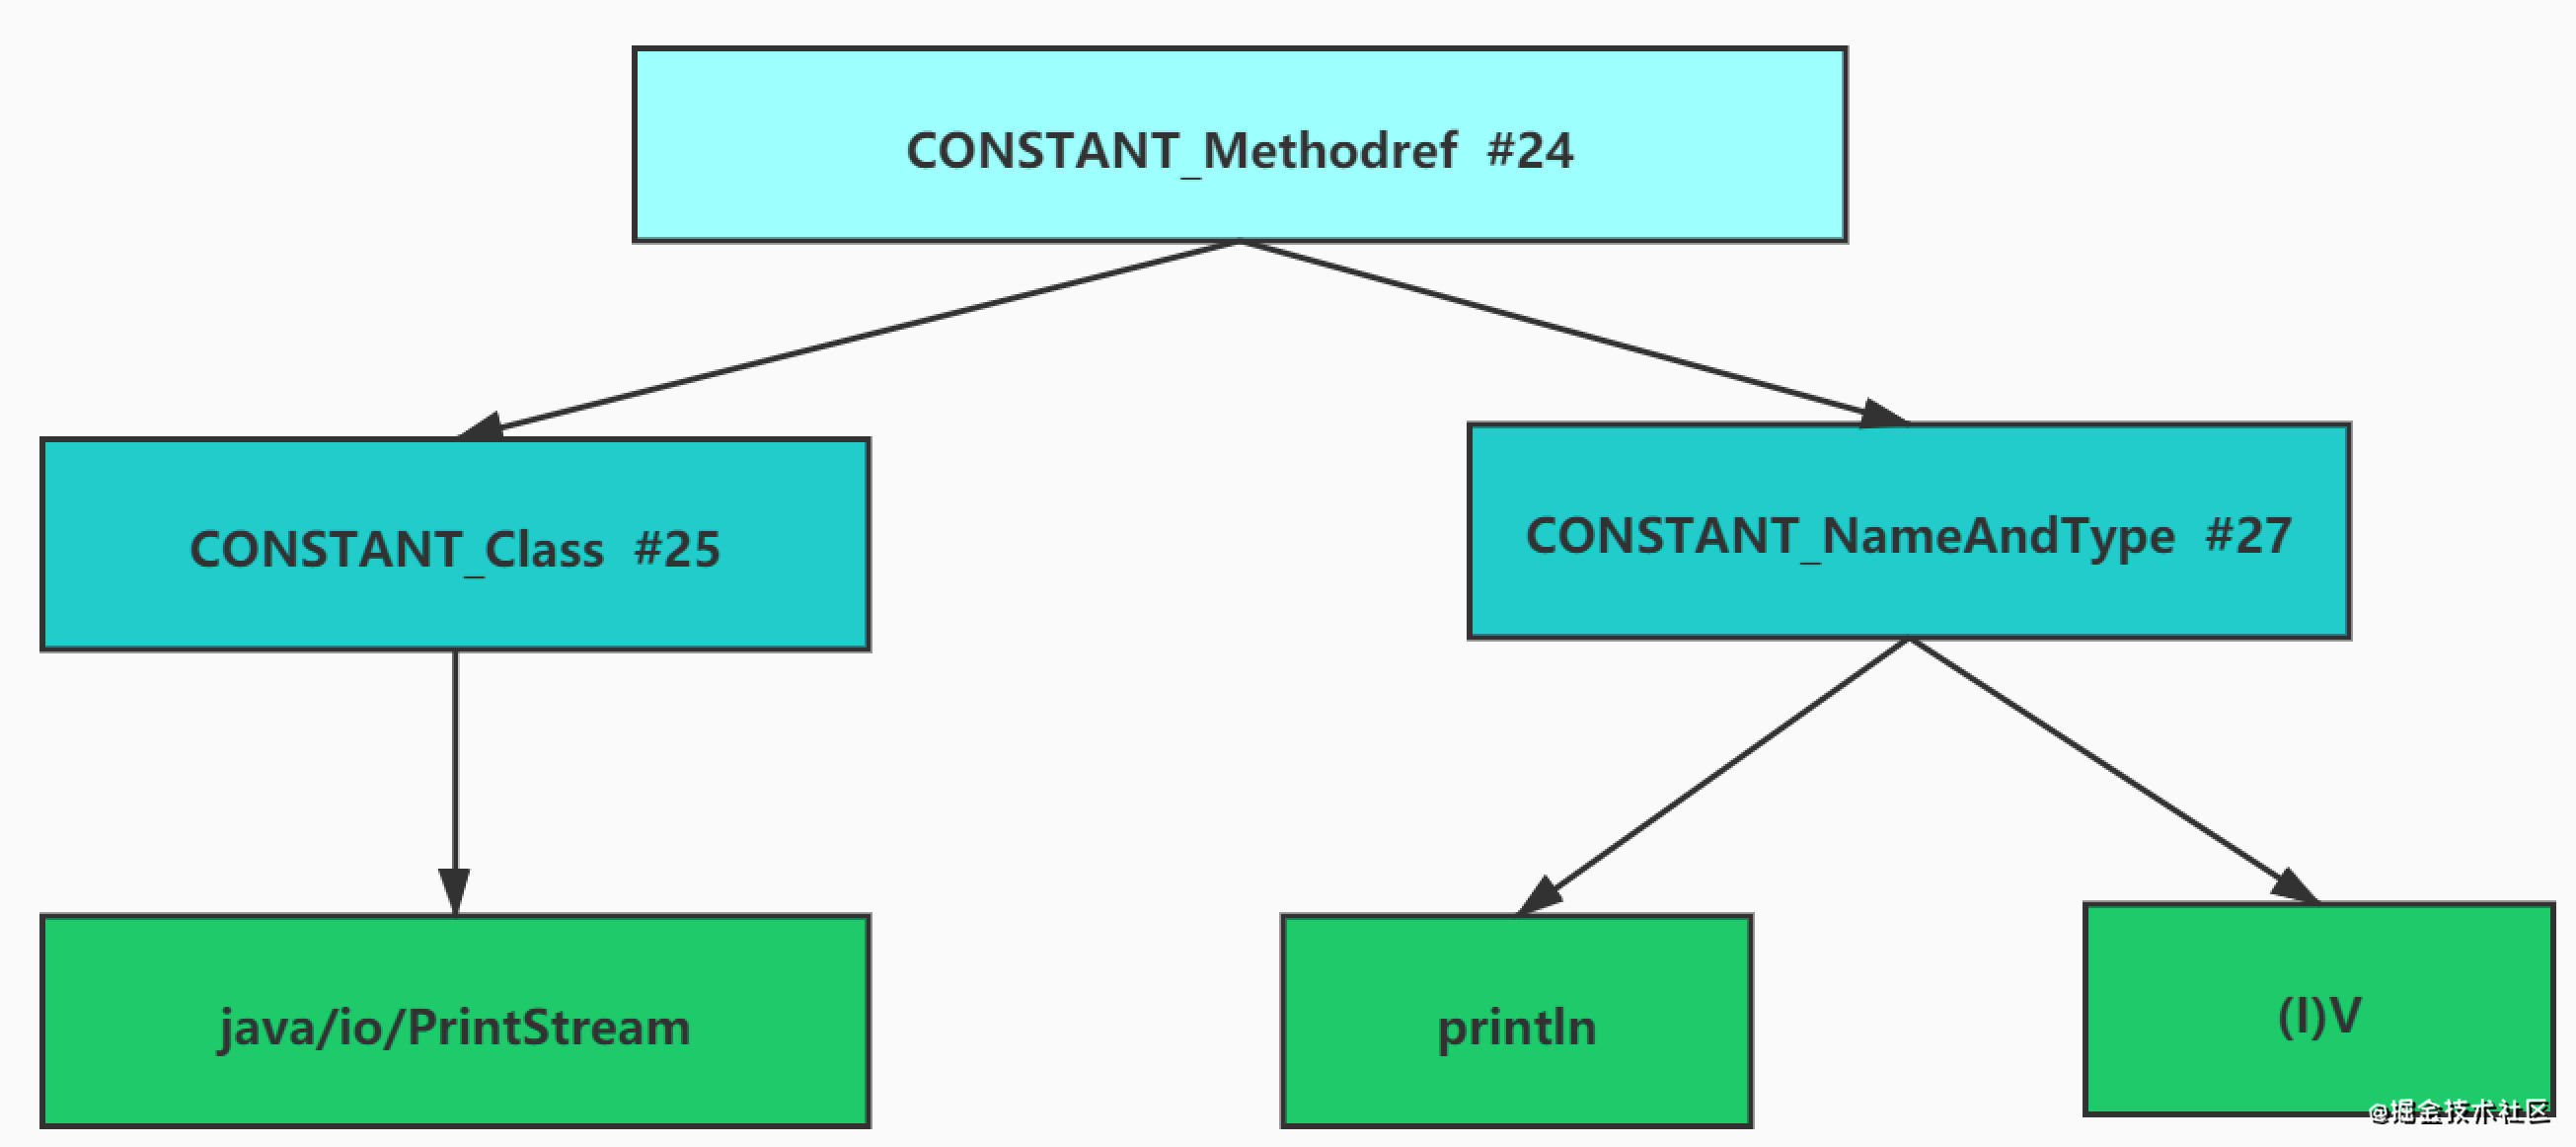 CONSTANT_Methodref #24
CONSTANT_Class #25
CONSTANT_NameAndType #27
java/io/PrintStream
println
(I)V
@掘金技术社区